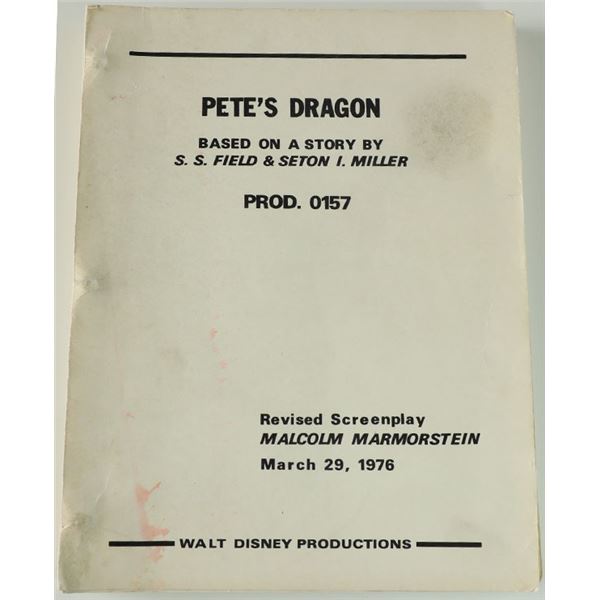 PETE'S DRAGON
BASED ON A STORY BY
S. S. FIELD & SETON I. MILLER
PROD. 0157
Revised Screenplay
MALCOLM MARMORSTEIN
March 29, 1976
WALT DISNEY PRODUCTIONS